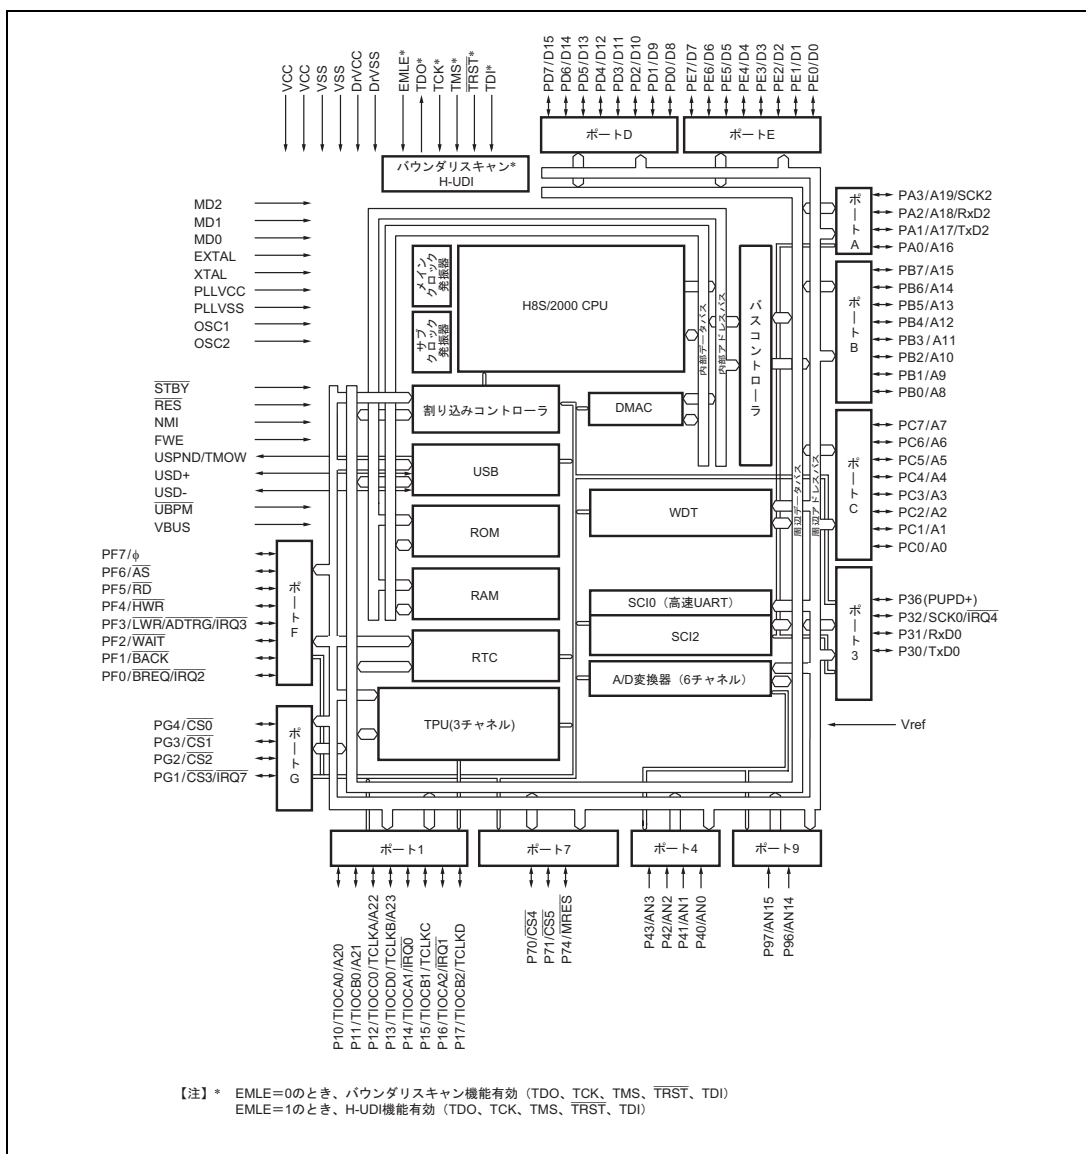 VCC
VCC
VSS
VSS
DrVCC
DrVSS
EMLE*
TDO*
TCK*
TMS*
TRST*
TDI*
PD7/D15
PD6/D14
PD5/D13
PD4/D12
PD3/D11
PD2/D10
PD1/D9
PD0/D8
PE7/D7
PE6/D6
PE5/D5
PE4/D4
PE3/D3
PE2/D2
PE1/D1
PE0/D0
ポートD
ポートE
バウンダリスキャン*
H-UDI
MD2
MD1
MD0
EXTAL
XTAL
PLLVCC
PLLVSS
OSC1
OSC2
STBY
RES
NMI
FWE
USPND/TMOW
USD+
USD-
UBPM
VBUS
メイン
クロック
発振器
サブ
クロック
発振器
H8S/2000 CPU
内部データバス
内部アドレスバス
バスコントローラ
ポートA
PA3/A19/SCK2
PA2/A18/RxD2
PA1/A17/TxD2
PA0/A16
ポートB
PB7/A15
PB6/A14
PB5/A13
PB4/A12
PB3/A11
PB2/A10
PB1/A9
PB0/A8
割り込みコントローラ
DMAC
USB
ROM
RAM
RTC
TPU(3チャネル)
WDT
SCI0（高速UART）
SCI2
A/D変換器（6チャネル）
周辺データバス
周辺アドレスバス
ポートC
PC7/A7
PC6/A6
PC5/A5
PC4/A4
PC3/A3
PC2/A2
PC1/A1
PC0/A0
ポート3
P36(PUPD+)
P32/SCK0/IRQ4
P31/RxD0
P30/TxD0
Vref
PF7/φ
PF6/AS
PF5/RD
PF4/HWR
PF3/LWR/ADTRG/IRQ3
PF2/WAIT
PF1/BACK
PF0/BREQ/IRQ2
ポートF
PG4/CS0
PG3/CS1
PG2/CS2
PG1/CS3/IRQ7
ポートG
ポート1
ポート7
ポート4
ポート9
P10/TIOCA0/A20
P11/TIOCB0/A21
P12/TIOCC0/TCLKA/A22
P13/TIOCD0/TCLKB/A23
P14/TIOCA1/IRQ0
P15/TIOCB1/TCLKC
P16/TIOCA2/IRQ1
P17/TIOCB2/TCLKD
P70/CS4
P71/CS5
P74/MRES
P43/AN3
P42/AN2
P41/AN1
P40/AN0
P97/AN15
P96/AN14
【注】* EMLE＝0のとき、バウンダリスキャン機能有効（TDO、TCK、TMS、TRST、TDI）
EMLE＝1のとき、H-UDI機能有効（TDO、TCK、TMS、TRST、TDI）